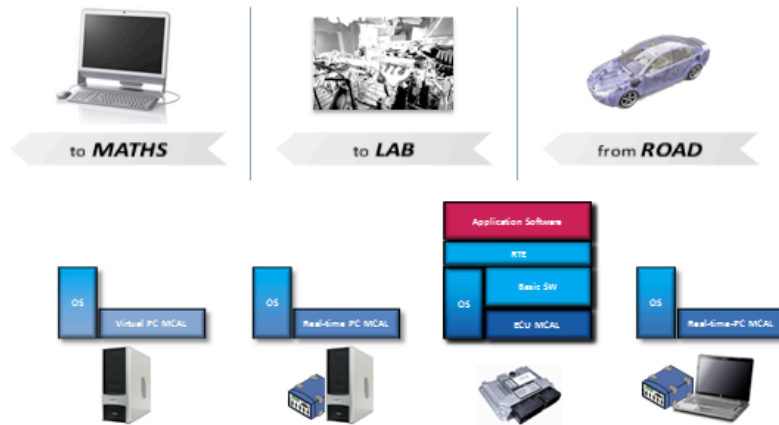 to MATHS
to LAB
from ROAD
Application Software
RTE
OS
Basic SW
ECU MCAL
OS
Virtual PC MCAL
OS
Real-time PC MCAL
OS
Real-time-PC MCAL